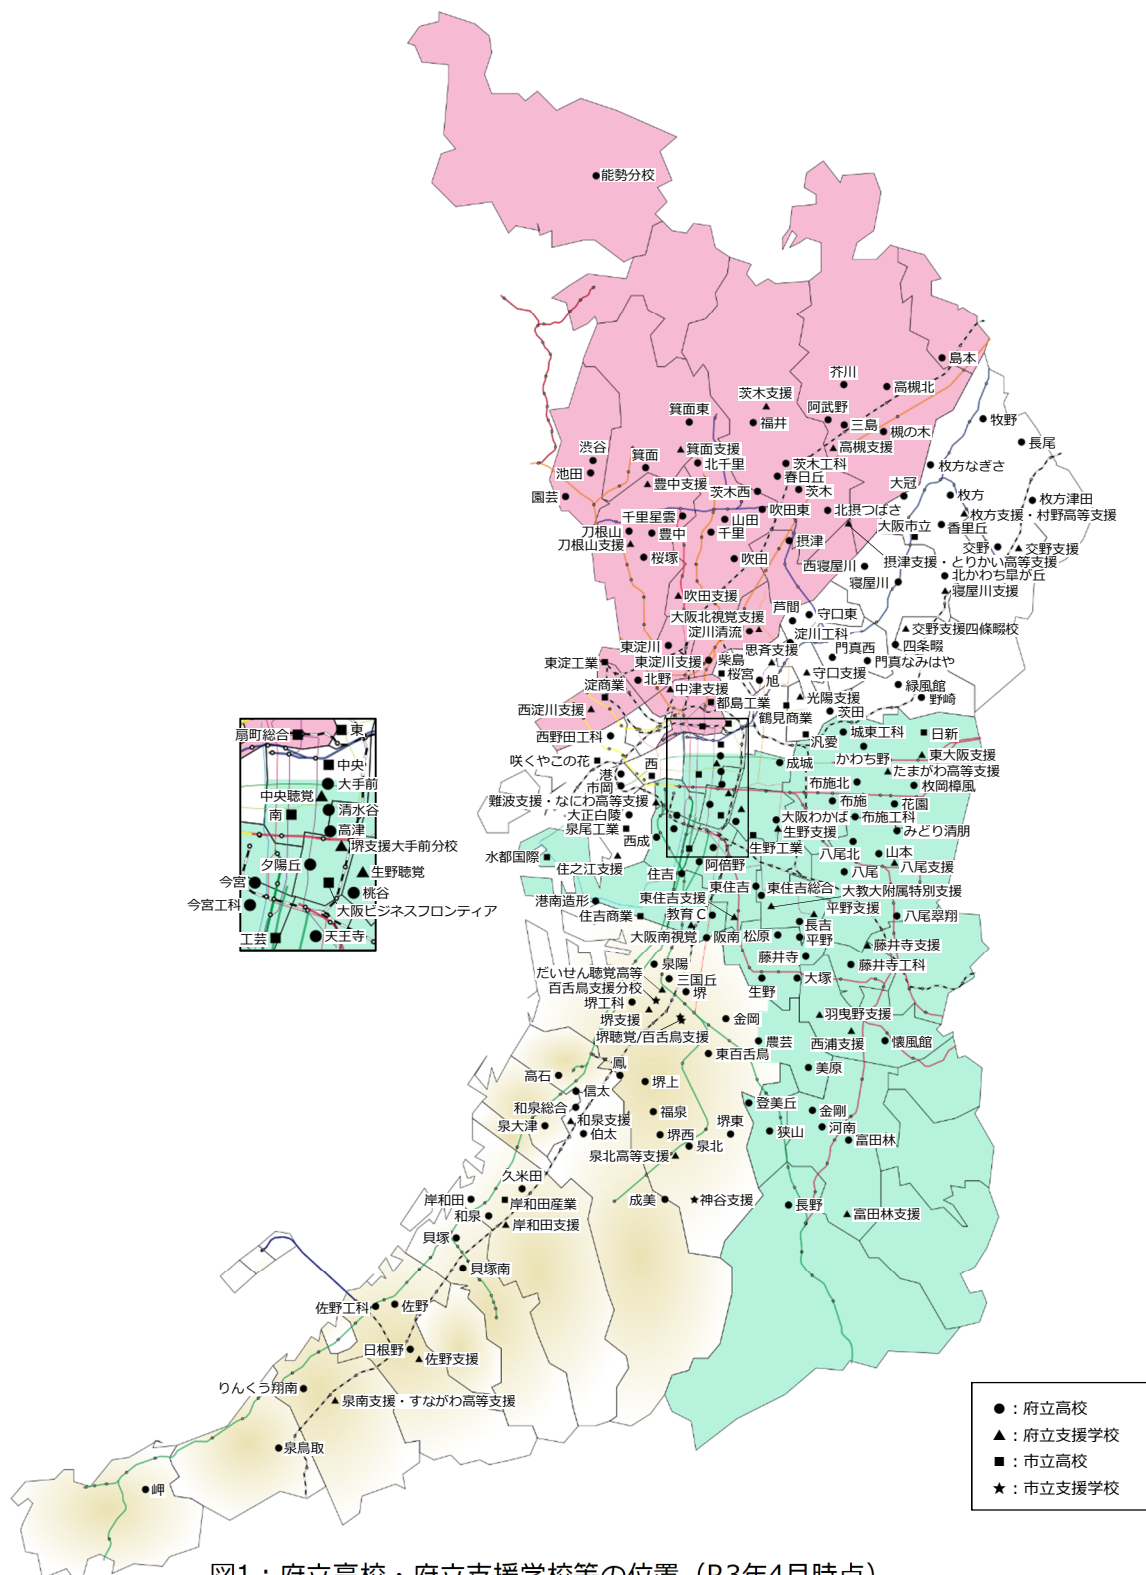 能勢分校
島本
芥川
高槻北
茨木支援
阿武野
箕面東
福井
三島
槻の木
牧野
長尾
渋谷
箕面
箕面支援
高槻支援
池田
北千里
茨木工科
枚方なぎさ
豊中支援
春日丘
大冠
園芸
茨木西
茨木
枚方
枚方津田
千里星雲
山田
吹田東
北摂つばさ
枚方支援・村野高等支援
刀根山
豊中
千里
大阪市立
香里丘
刀根山支援
摂津
交野
交野支援
桜塚
吹田
西寝屋川
摂津支援・とりかい高等支援
寝屋川
北かわち皐が丘
寝屋川支援
吹田支援
芦間
守口東
大阪北視覚支援
淀川清流
淀川工科
交野支援四條畷校
東淀川
思斉支援
門真西
四条畷
東淀工業
東淀川支援
柴島
門真なみはや
桜宮
守口支援
淀商業
北野
中津支援
旭
緑風館
都島工業
光陽支援
野崎
西淀川支援
鶴見商業
茨田
西野田工科
汎愛
城東工科
日新
かわち野
東大阪支援
咲くやこの花
西
成城
たまがわ高等支援
港
布施北
枚岡樟風
市岡
難波支援・なにわ高等支援
布施
花園
大正白陵
大阪わかば
布施工科
泉尾工業
生野支援
みどり清朋
西成
生野工業
八尾北
山本
水都国際
住之江支援
阿倍野
八尾
八尾支援
住吉
東住吉
東住吉総合
大教大附属特別支援
港南造形
東住吉支援
平野支援
住吉商業
教育C
長吉
八尾翠翔
大阪南視覚
阪南
松原
平野
藤井寺支援
藤井寺
藤井寺工科
泉陽
だいせん聴覚高等
三国丘
生野
大塚
百舌鳥支援分校
堺
堺工科
堺支援
金岡
羽曳野支援
堺聴覚/百舌鳥支援
農芸
西浦支援
懐風館
東百舌鳥
鳳
美原
高石
堺上
信太
登美丘
和泉総合
福泉
金剛
泉大津
和泉支援
堺東
河南
伯太
堺西
狭山
富田林
泉北
泉北高等支援
久米田
岸和田
岸和田産業
成美
神谷支援
長野
和泉
岸和田支援
富田林支援
貝塚
貝塚南
佐野工科
佐野
日根野
佐野支援
りんくう翔南
泉南支援・すながわ高等支援
泉鳥取
岬
扇町総合
東
中央
大手前
中央聴覚
清水谷
南
高津
堺支援大手前分校
夕陽丘
生野聴覚
今宮
桃谷
今宮工科
大阪ビジネスフロンティア
工芸
天王寺
●：府立高校
▲：府立支援学校
■：市立高校
★：市立支援学校
図1：府立高校・府立支援学校等の位置（R3年4月時点）